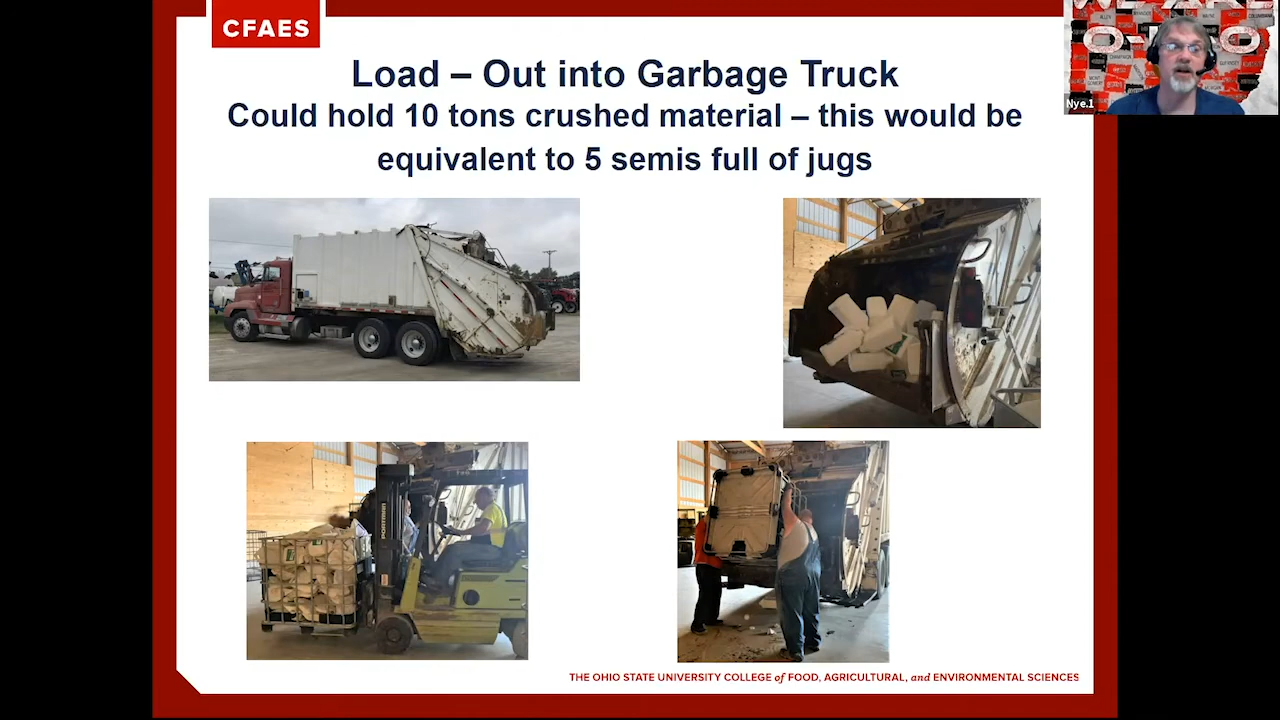 CFAES
Load – Out into Garbage Truck
Could hold 10 tons crushed material – this would be
equivalent to 5 semis full of jugs
Nye.1
THE OHIO STATE UNIVERSITY COLLEGE of FOOD, AGRICULTURAL, and ENVIRONMENTAL SCIENCES